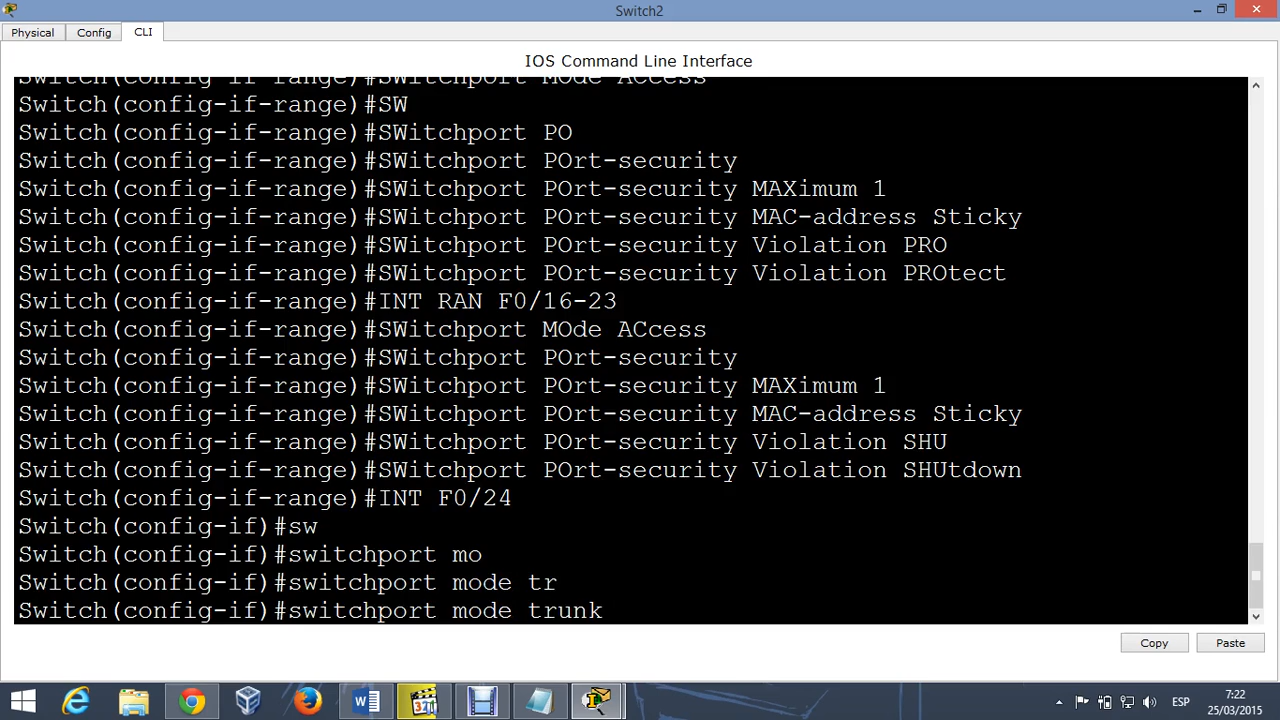 Switch2
Physical
Config
CLI
IOS Command Line Interface
Switch(config-if-range)#SWitchport MOde ACcess
Switch(config-if-range)#SW
Switch(config-if-range)#SWitchport PO
Switch(config-if-range)#SWitchport POrt-security
Switch(config-if-range)#SWitchport POrt-security MAXimum 1
Switch(config-if-range)#SWitchport POrt-security MAC-address Sticky
Switch(config-if-range)#SWitchport POrt-security Violation PRO
Switch(config-if-range)#SWitchport POrt-security Violation PROtect
Switch(config-if-range)#INT RAN F0/16-23
Switch(config-if-range)#SWitchport MOde ACcess
Switch(config-if-range)#SWitchport POrt-security
Switch(config-if-range)#SWitchport POrt-security MAXimum 1
Switch(config-if-range)#SWitchport POrt-security MAC-address Sticky
Switch(config-if-range)#SWitchport POrt-security Violation SHU
Switch(config-if-range)#SWitchport POrt-security Violation SHUtdown
Switch(config-if-range)#INT F0/24
Switch(config-if)#sw
Switch(config-if)#switchport mo
Switch(config-if)#switchport mode tr
Switch(config-if)#switchport mode trunk
Copy
Paste
321
ESP
7:22
25/03/2015